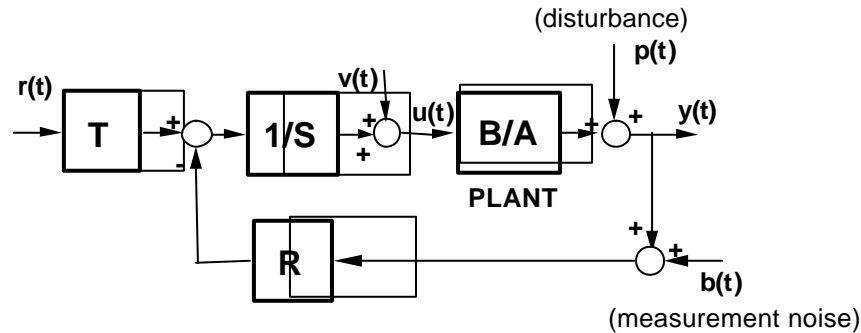 (disturbance)
p(t)
r(t)
v(t)
u(t)
y(t)
T
+
-
1/S
+
+
B/A
+
+
PLANT
R
+
+
b(t)
(measurement noise)